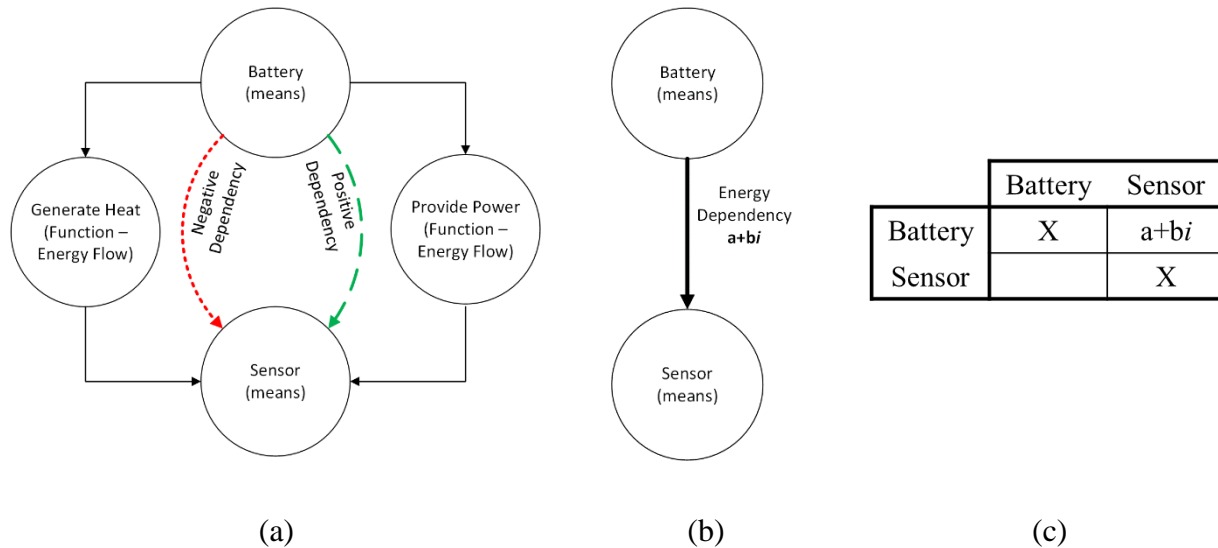 Battery
(means)
Generate Heat
(Function –
Energy Flow)
Negative
Dependency
Positive
Dependency
Provide Power
(Function –
Energy Flow)
Sensor
(means)
(a)
Battery
(means)
Energy
Dependency
a+bi
Sensor
(means)
(b)
Battery Sensor
Battery X a+bi
Sensor X
(c)